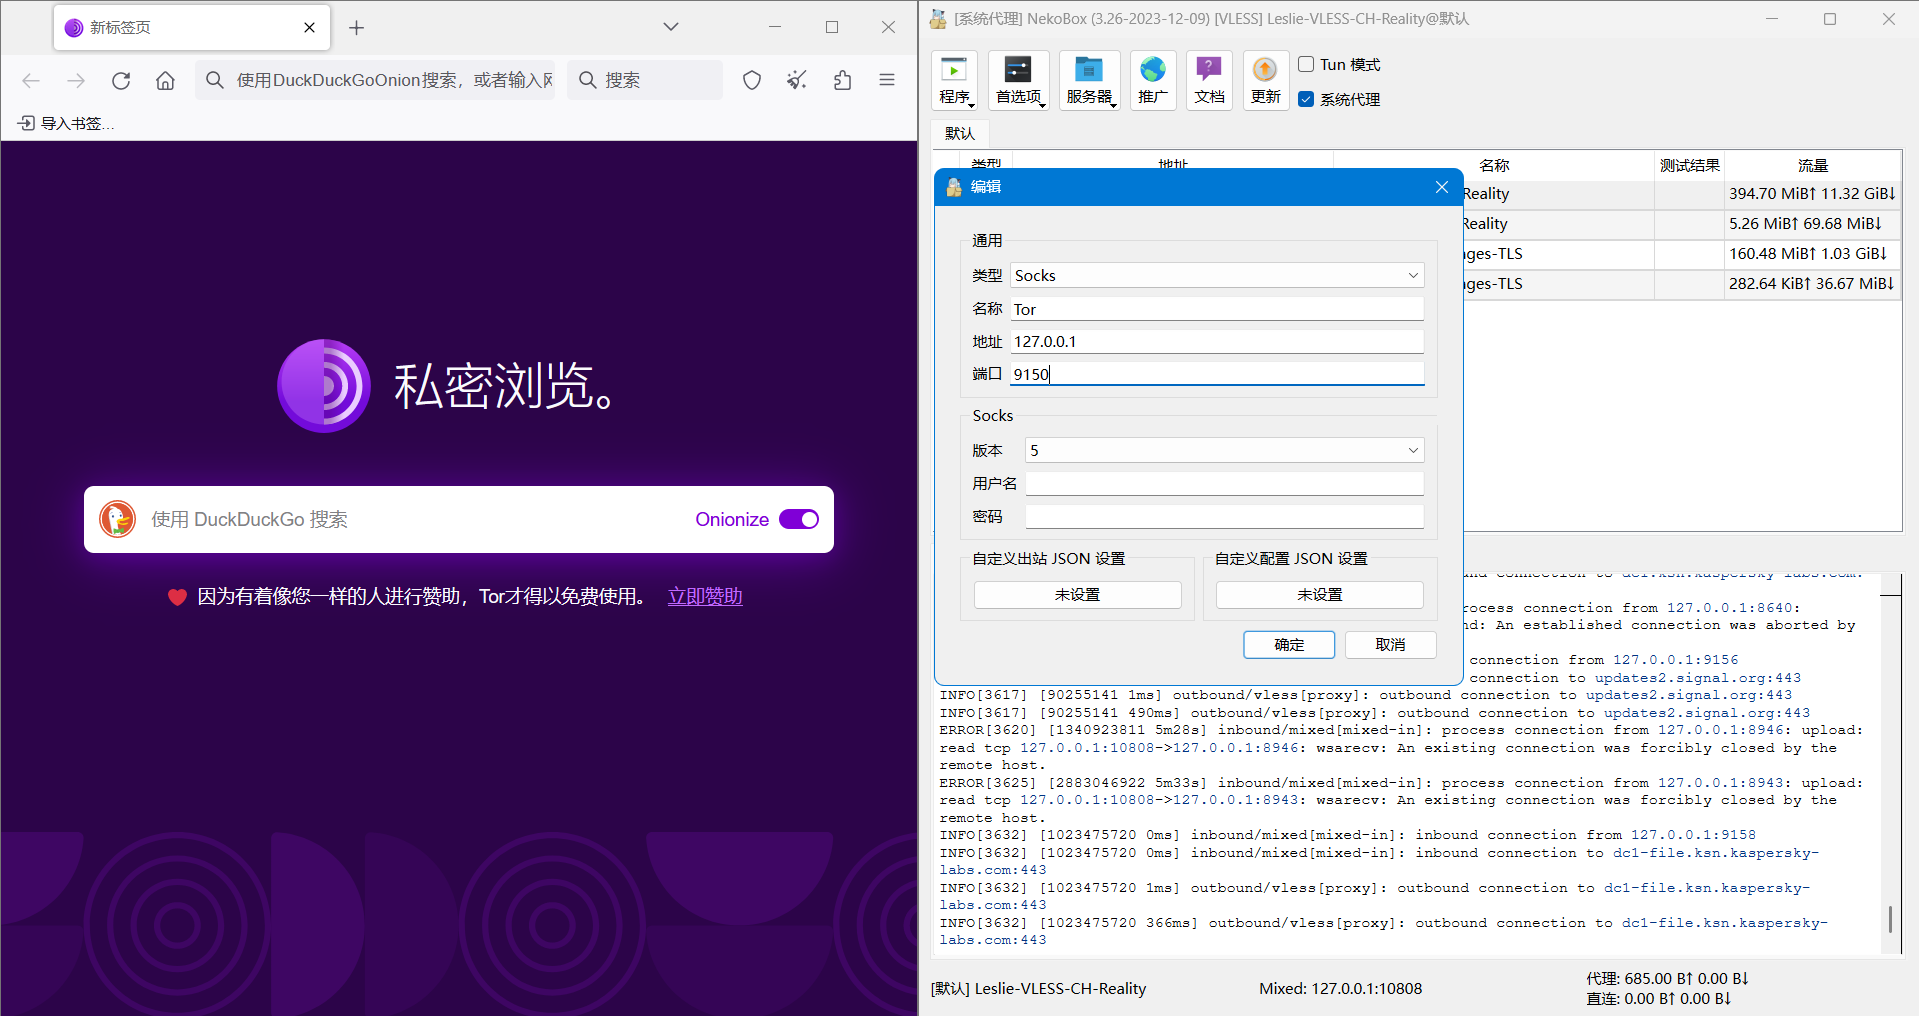 新标签页
使用DuckDuckGoOnion搜索，或者输入网
搜索
导入书签...
私密浏览。
使用 DuckDuckGo 搜索
Onionize
因为有着像您一样的人进行赞助，Tor才得以免费使用。 立即赞助
[系统代理] NekoBox (3.26-2023-12-09) [VLESS] Leslie-VLESS-CH-Reality@默认
程序
首选项
服务器
推广
文档
更新
Tun 模式
系统代理
默认
类型 地址 名称 测试结果 流量
Reality 394.70 MiB↑ 11.32 GiB↓
Reality 5.26 MiB↑ 69.68 MiB↓
ages-TLS 160.48 MiB↑ 1.03 GiB↓
ages-TLS 282.64 KiB↑ 36.67 MiB↓
编辑
通用
类型 Socks
名称 Tor
地址 127.0.0.1
端口 9150
Socks
版本 5
用户名
密码
自定义出站 JSON 设置
未设置
自定义配置 JSON 设置
未设置
确定
取消
nd connection to dc1.ksn.kaspersky-labs.com:
process connection from 127.0.0.1:8640:
nd: An established connection was aborted by
connection from 127.0.0.1:9156
connection to updates2.signal.org:443
INFO[3617] [90255141 1ms] outbound/vless[proxy]: outbound connection to updates2.signal.org:443
INFO[3617] [90255141 490ms] outbound/vless[proxy]: outbound connection to updates2.signal.org:443
ERROR[3620] [1340923811 5m28s] inbound/mixed[mixed-in]: process connection from 127.0.0.1:8946: upload:
read tcp 127.0.0.1:10808->127.0.0.1:8946: wsarecv: An existing connection was forcibly closed by the
remote host.
ERROR[3625] [2883046922 5m33s] inbound/mixed[mixed-in]: process connection from 127.0.0.1:8943: upload:
read tcp 127.0.0.1:10808->127.0.0.1:8943: wsarecv: An existing connection was forcibly closed by the
remote host.
INFO[3632] [1023475720 0ms] inbound/mixed[mixed-in]: inbound connection from 127.0.0.1:9158
INFO[3632] [1023475720 0ms] inbound/mixed[mixed-in]: inbound connection to dc1-file.ksn.kaspersky-
labs.com:443
INFO[3632] [1023475720 1ms] outbound/vless[proxy]: outbound connection to dc1-file.ksn.kaspersky-
labs.com:443
INFO[3632] [1023475720 366ms] outbound/vless[proxy]: outbound connection to dc1-file.ksn.kaspersky-
labs.com:443
[默认] Leslie-VLESS-CH-Reality
Mixed: 127.0.0.1:10808
代理: 685.00 B↑ 0.00 B↓
直连: 0.00 B↑ 0.00 B↓